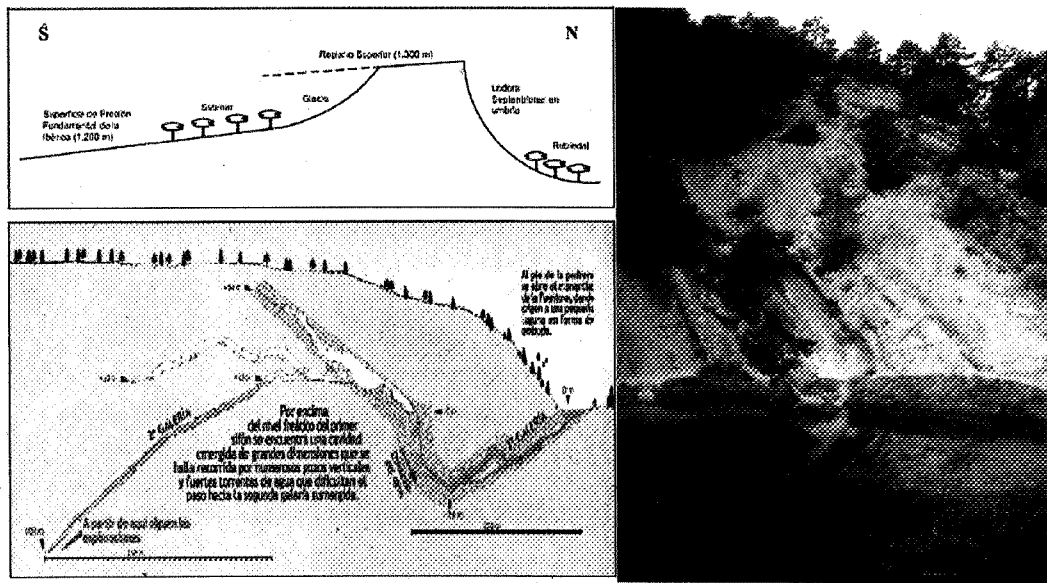 S
N
Replano Superior (1.300 m)
Glacis
Superficie de Erosión
Fundamental de la
Ibérica (1.200 m)
Ladera
Septentrional en
umbría
Al pie de la pedrera
se abre el manantial
de la Fuentona, dando
origen a una pequeña
laguna en forma de
embudo.
0 m
2ª GALERÍA
1ª GALERÍA
Por encima
del nivel freático del primer
sifón se encuentra una cavidad
emergida de grandes dimensiones que se
halla recorrida por numerosos pozos verticales
y fuertes torrentes de agua que dificultan el
paso hacia la segunda galería sumergida.
A partir de aquí siguen las
exploraciones